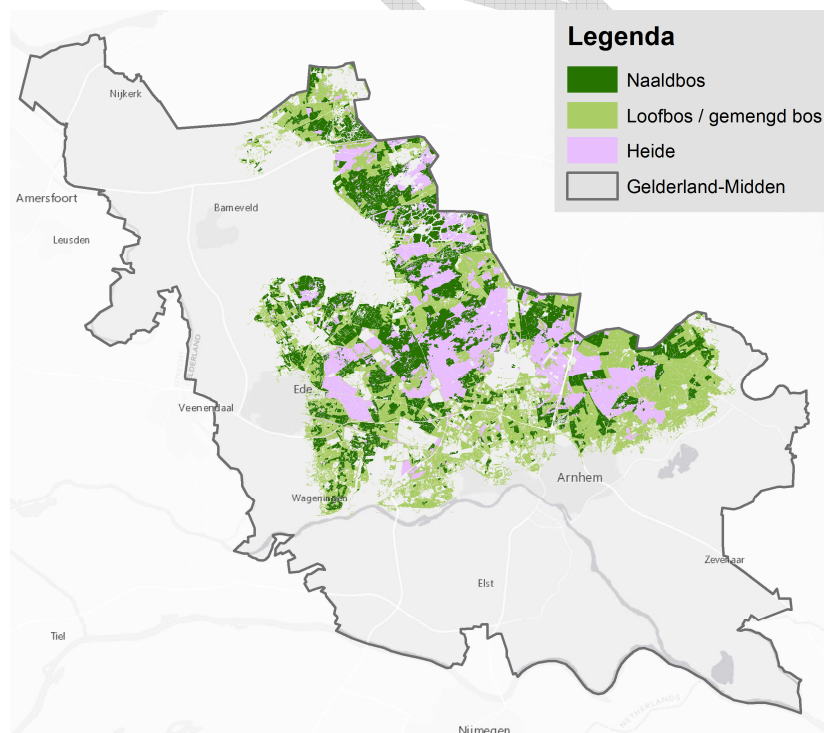 Legenda
Naaldbos
Loofbos / gemengd bos
Heide
Gelderland-Midden
Nijkerk
Amersfoort
Barneveld
Leusden
Ede
Veenendaal
Wageningen
Arnhem
Zevenaar
Elst
Tiel
NETHERLANDS
Nijmegen